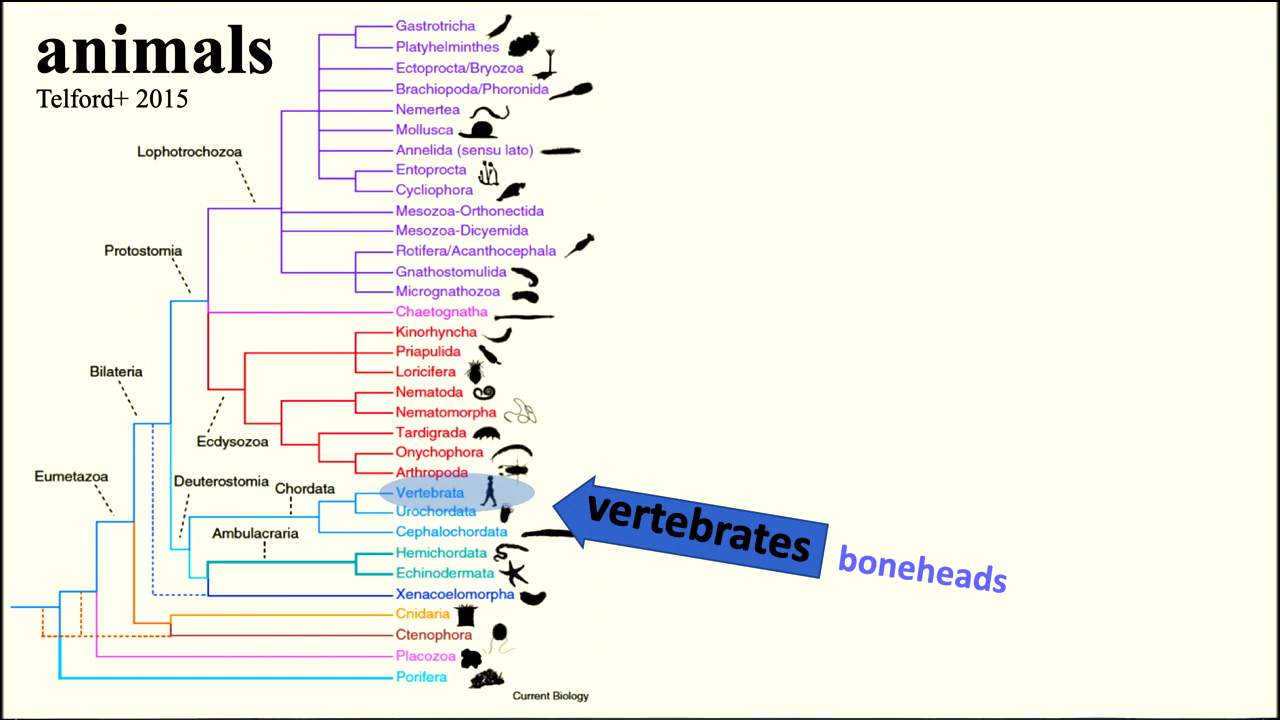 animals
Telford+ 2015
Gastrotricha
Platyhelminthes
Ectoprocta/Bryozoa
Brachiopoda/Phoronida
Nemertea
Mollusca
Annelida (sensu lato)
Entoprocta
Cycliophora
Mesozoa-Orthonectida
Mesozoa-Dicyemida
Rotifera/Acanthocephala
Gnathostomulida
Micrognathozoa
Chaetognatha
Kinorhyncha
Priapulida
Loricifera
Nematoda
Nematomorpha
Tardigrada
Onychophora
Arthropoda
Vertebrata
Urochordata
Cephalochordata
Hemichordata
Echinodermata
Xenacoelomorpha
Cnidaria
Ctenophora
Placozoa
Porifera
Lophotrochozoa
Protostomia
Bilateria
Ecdysozoa
Eumetazoa
Deuterostomia
Chordata
Ambulacraria
vertebrates
boneheads
Current Biology